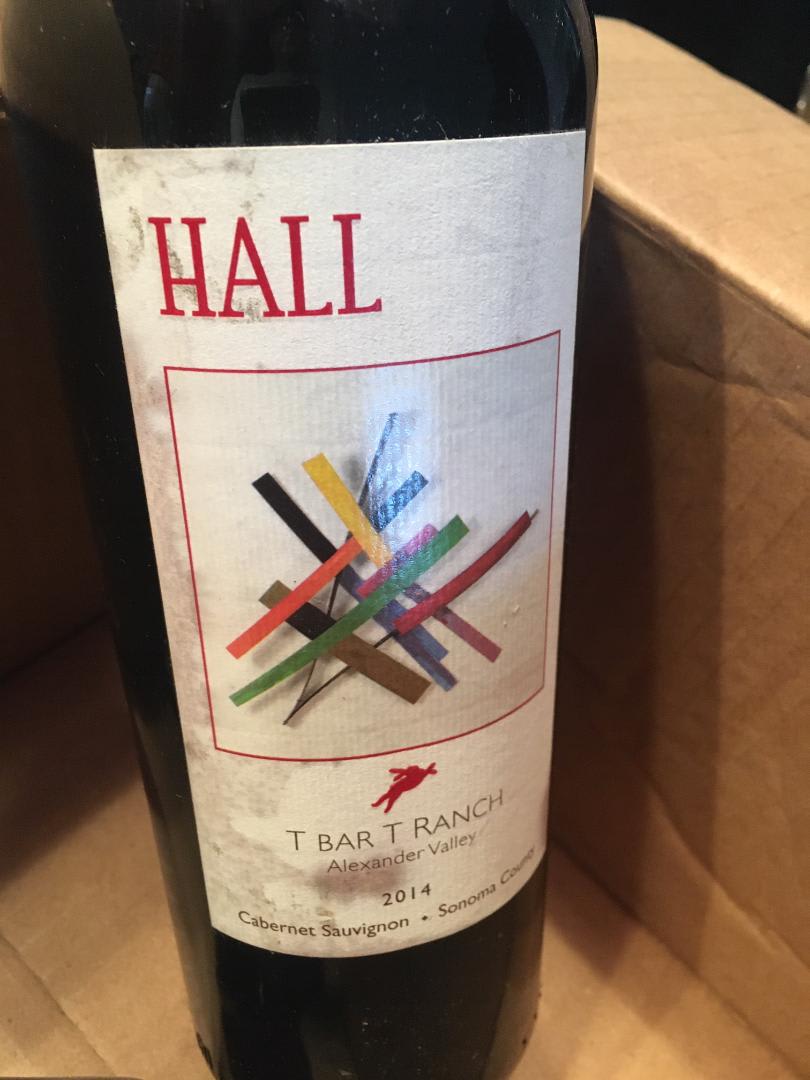 HALL
T BAR T RANCH
Alexander Valley
2014
Cabernet Sauvignon • Sonoma County